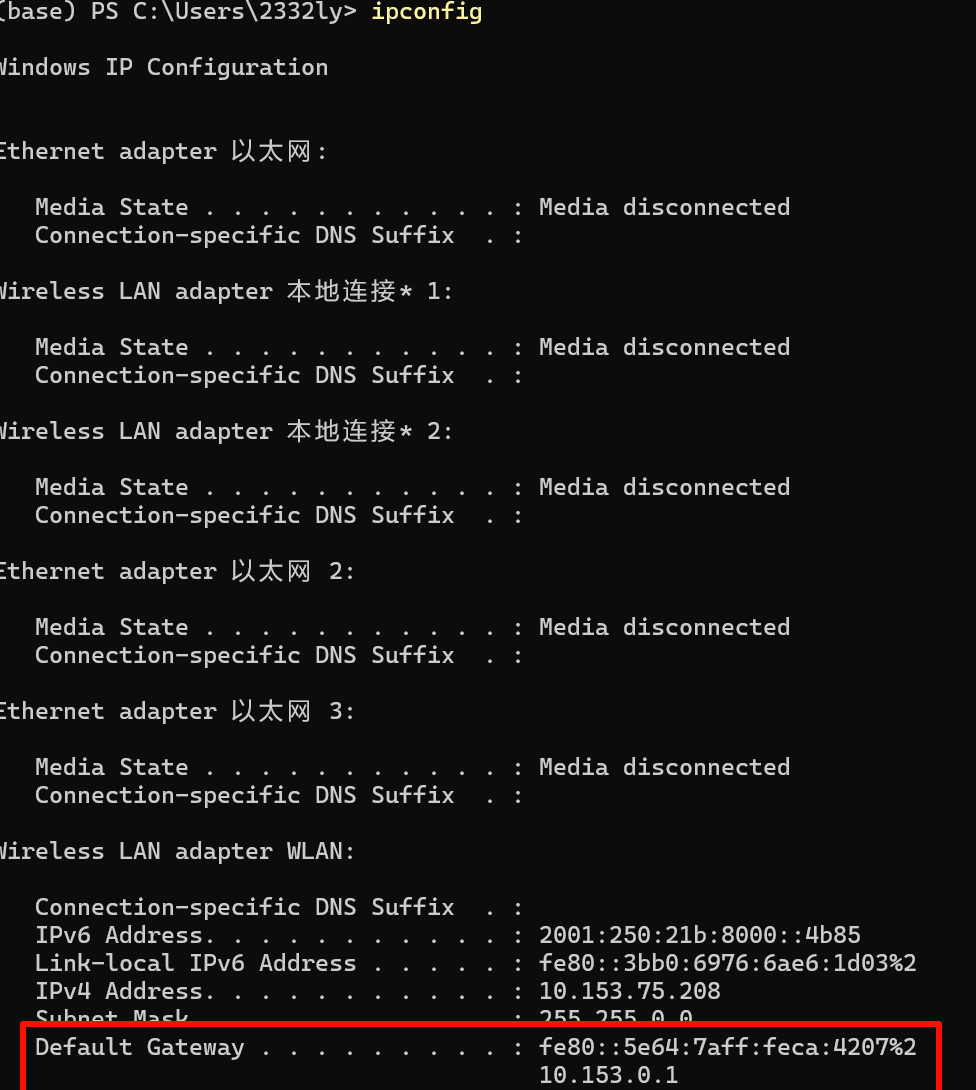 (base) PS C:\Users\2332ly> ipconfig
Windows IP Configuration
Ethernet adapter 以太网:
Media State . . . . . . . . . . . : Media disconnected
Connection-specific DNS Suffix  . :
Wireless LAN adapter 本地连接* 1:
Media State . . . . . . . . . . . : Media disconnected
Connection-specific DNS Suffix  . :
Wireless LAN adapter 本地连接* 2:
Media State . . . . . . . . . . . : Media disconnected
Connection-specific DNS Suffix  . :
Ethernet adapter 以太网 2:
Media State . . . . . . . . . . . : Media disconnected
Connection-specific DNS Suffix  . :
Ethernet adapter 以太网 3:
Media State . . . . . . . . . . . : Media disconnected
Connection-specific DNS Suffix  . :
Wireless LAN adapter WLAN:
Connection-specific DNS Suffix  . :
IPv6 Address. . . . . . . . . . . : 2001:250:21b:8000::4b85
Link-local IPv6 Address . . . . . : fe80::3bb0:6976:6ae6:1d03%2
IPv4 Address. . . . . . . . . . . : 10.153.75.208
Subnet Mask . . . . . . . . . . . : 255.255.0.0
Default Gateway . . . . . . . . . : fe80::5e64:7aff:feca:4207%2
10.153.0.1